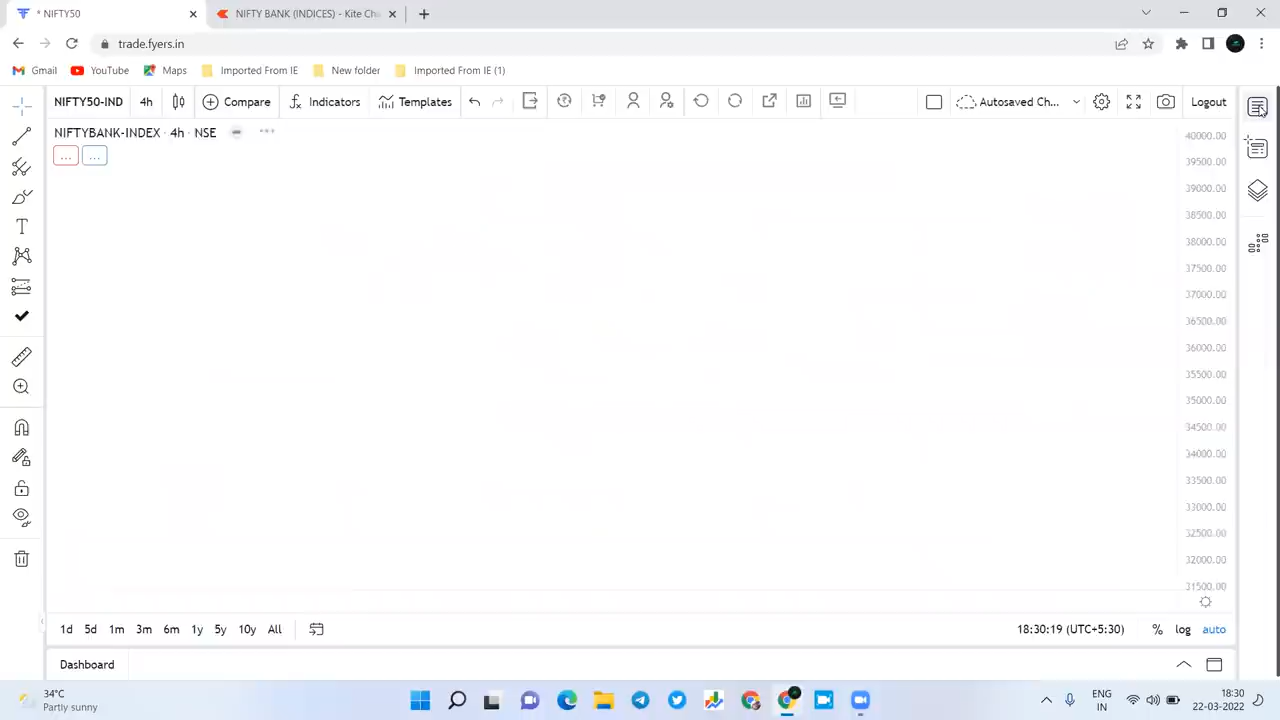 * NIFTY50
NIFTY BANK (INDICES) - Kite Cha
trade.fyers.in
Gmail YouTube Maps Imported From IE New folder Imported From IE (1)
NIFTY50-IND 4h Compare Indicators Templates Autosaved Ch... Logout
NIFTYBANK-INDEX · 4h · NSE
... ...
40000.00
39500.00
39000.00
38500.00
38000.00
37500.00
37000.00
36500.00
36000.00
35500.00
35000.00
34500.00
34000.00
33500.00
33000.00
32500.00
32000.00
31500.00
1d 5d 1m 3m 6m 1y 5y 10y All 18:30:19 (UTC+5:30) % log auto
Dashboard
34°C
Partly sunny
ENG
IN
18:30
22-03-2022